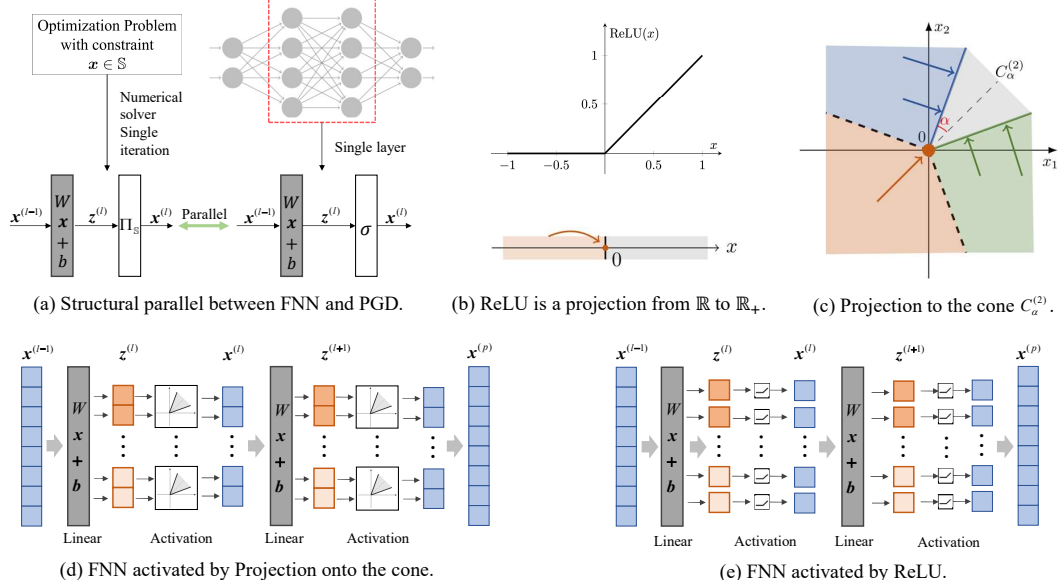 Optimization Problem
with constraint
x ∈ 𝕊
Numerical
solver
Single
iteration
Single layer
x^(l-1)
W
x
+
b
z^(l)
Π_𝕊
x^(l)
Parallel
x^(l-1)
W
x
+
b
z^(l)
σ
x^(l)
(a) Structural parallel between FNN and PGD.
ReLU(x)
1
0.5
x
−1
−0.5
0
0.5
1
x
0
(b) ReLU is a projection from ℝ to ℝ₊.
x₂
C_α^(2)
α
0
x₁
(c) Projection to the cone C_α^(2).
x^(l-1)
z^(l)
x^(l)
z^(l+1)
x^(p)
W
x
+
b
W
x
+
b
Linear
Activation
Linear
Activation
(d) FNN activated by Projection onto the cone.
x^(l-1)
z^(l)
x^(l)
z^(l+1)
x^(p)
W
x
+
b
W
x
+
b
Linear
Activation
Linear
Activation
(e) FNN activated by ReLU.